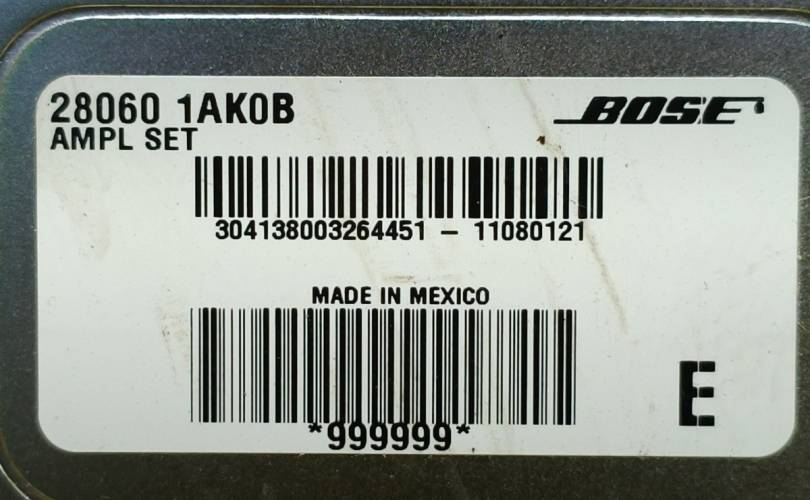 28060 1AK0B
BOSE
AMPL SET
304138003264451 – 11080121
MADE IN MEXICO
*999999*
E